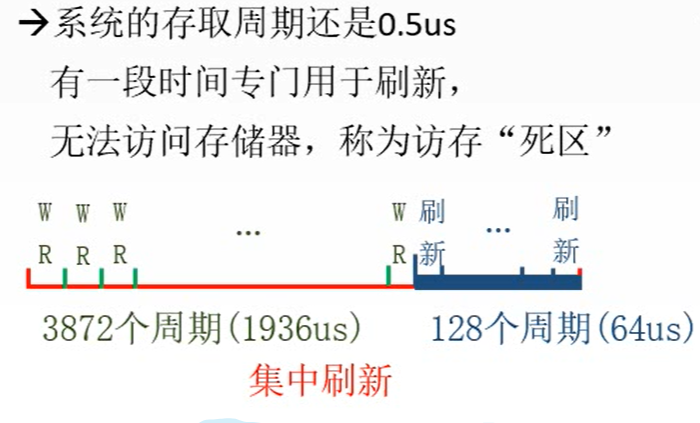 →系统的存取周期还是0.5us
有一段时间专门用于刷新，
无法访问存储器，称为访存“死区”
W W W ... W 刷 ... 刷
R R R R 新 新
3872个周期(1936us) 128个周期(64us)
集中刷新